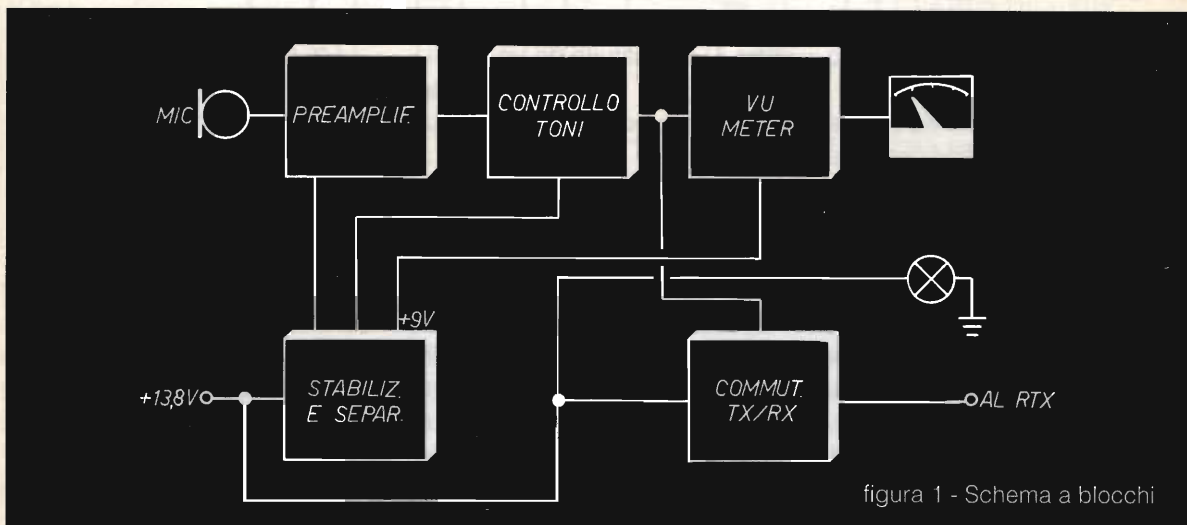 MIC
PREAMPLIF.
CONTROLLO
TONI
VU
METER
+9V
+13,8V
STABILIZ.
E SEPAR.
COMMUT.
TX/RX
AL RTX
figura 1 - Schema a blocchi